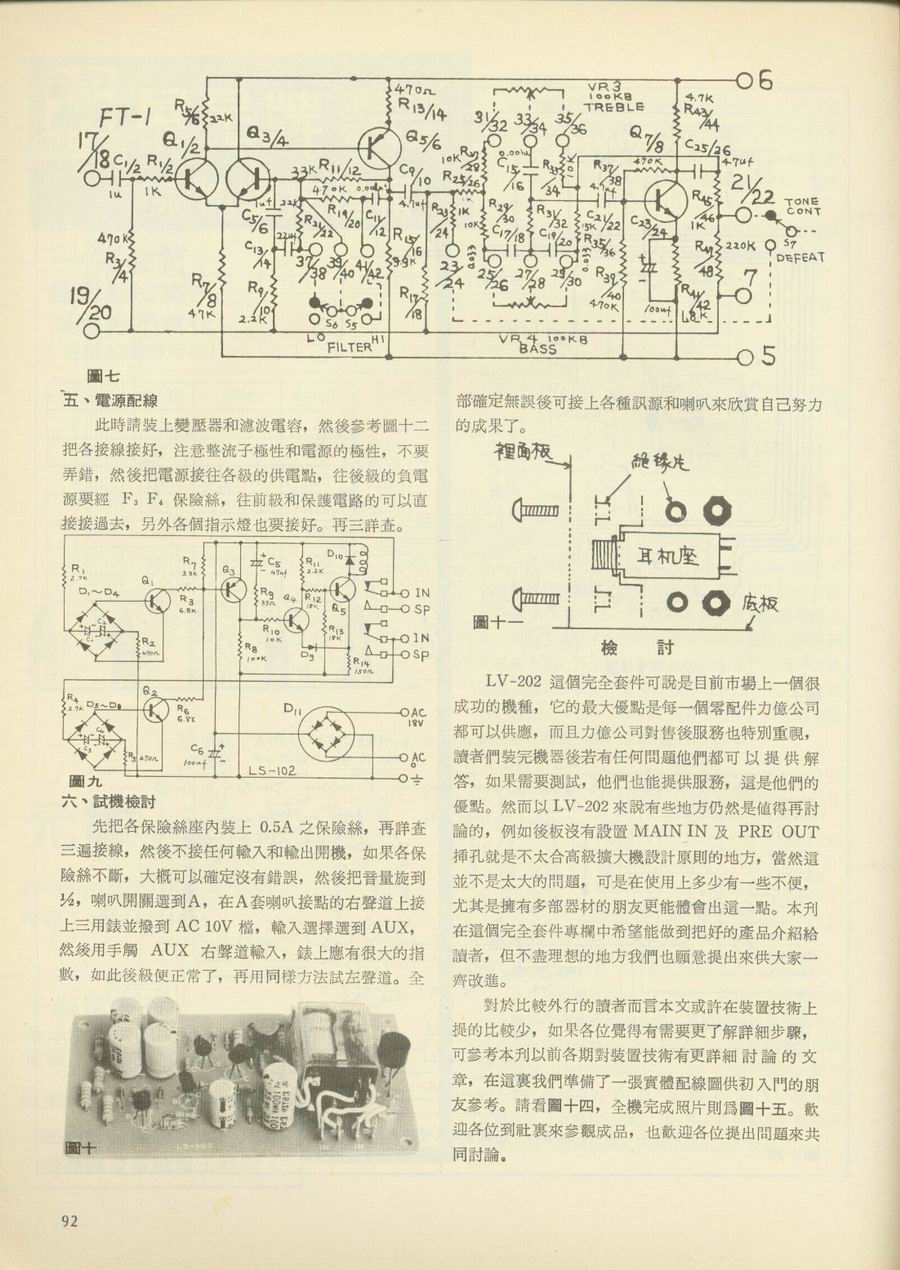 FT-1
17/18
C1/2
1u
R1/2
1K
Q1/2
R5/6
22K
Q3/4
470K
R3/4
19/20
R7/8
47K
33K
R11/12
470K
R19/20
C5/6
C13/14
R9/10
2.2K
R21/22
37/38
39/40
41/42
S6
S5
LO
FILTER
HI
470Ω
R13/14
Q5/6
C9/10
4.7uf
C11/12
R15/16
R17/18
R23/24
1K
23/24
10K
R25/26
31/32
33/34
35/36
VR3
100KB
TREBLE
C15/16
R29/30
10K
R31/32
C17/18
C19/20
25/26
27/28
29/30
VR4 100KB
BASS
R37/38
470K
C21/22
R35/36
15K
R39/40
470K
Q7/8
C23/24
100uf
R41/42
4.7K
R43/44
C25/26
4.7uf
R45/46
1K
R47/48
220K
21/22
TONE
CONT
S7
DEFEAT
6
7
5
圖七
五、電源配線
此時請裝上變壓器和濾波電容，然後參考圖十二
把各接線接好，注意整流子極性和電源的極性，不要
弄錯，然後把電源接往各級的供電點，往後級的負電
源要經 F₃ F₄ 保險絲，往前級和保護電路的可以直
接接過去，另外各個指示燈也要接好。再三詳查。
R1
2.7K
D1～D4
Q1
R2
470Ω
R3
6.8K
R7
3.3K
Q3
C5
47uf
R9
33Ω
R10
10K
R8
100K
Q4
R11
2.2K
R12
18K
R13
18K
D9
D10
Q5
R14
150Ω
IN
SP
IN
SP
R4
2.7K
D5～D8
Q2
R5 470Ω
R6
6.8K
C6
100uf
D11
AC
18V
AC
0
LS-102
圖九
六、試機檢討
先把各保險絲座內裝上 0.5A 之保險絲，再詳查
三遍接線，然後不接任何輸入和輸出開機，如果各保
險絲不斷，大概可以確定沒有錯誤，然後把音量旋到
½，喇叭開關選到A，在A套喇叭接點的右聲道上接
上三用錶並撥到 AC 10V 檔，輸入選擇選到 AUX，
然後用手觸 AUX 右聲道輸入，錶上應有很大的指
數，如此後級便正常了，再用同樣方法試左聲道。全
圖十
部確定無誤後可接上各種訊源和喇叭來欣賞自己努力
的成果了。
裡面板
絕緣片
耳机座
底板
圖十一
檢 討
LV-202 這個完全套件可說是目前市場上一個很
成功的機種，它的最大優點是每一個零配件力億公司
都可以供應，而且力億公司對售後服務也特別重視，
讀者們裝完機器後若有任何問題他們都可以提供解
答，如果需要測試，他們也能提供服務，這是他們的
優點。然而以 LV-202 來說有些地方仍然是值得再討
論的，例如後板沒有設置 MAIN IN 及 PRE OUT
挿孔就是不太合高級擴大機設計原則的地方，當然這
並不是太大的問題，可是在使用上多少有一些不便，
尤其是擁有多部器材的朋友更能體會出這一點。本刋
在這個完全套件專欄中希望能做到把好的產品介紹給
讀者，但不盡理想的地方我們也願意提出來供大家一
齊改進。
對於比較外行的讀者而言本文或許在裝置技術上
提的比較少，如果各位覺得有需要更了解詳細步驟，
可參考本刋以前各期對裝置技術有更詳細討論的文
章，在這裏我們準備了一張實體配線圖供初入門的朋
友參考。請看圖十四，全機完成照片則爲圖十五。歡
迎各位到社裏來參觀成品，也歡迎各位提出問題來共
同討論。
92